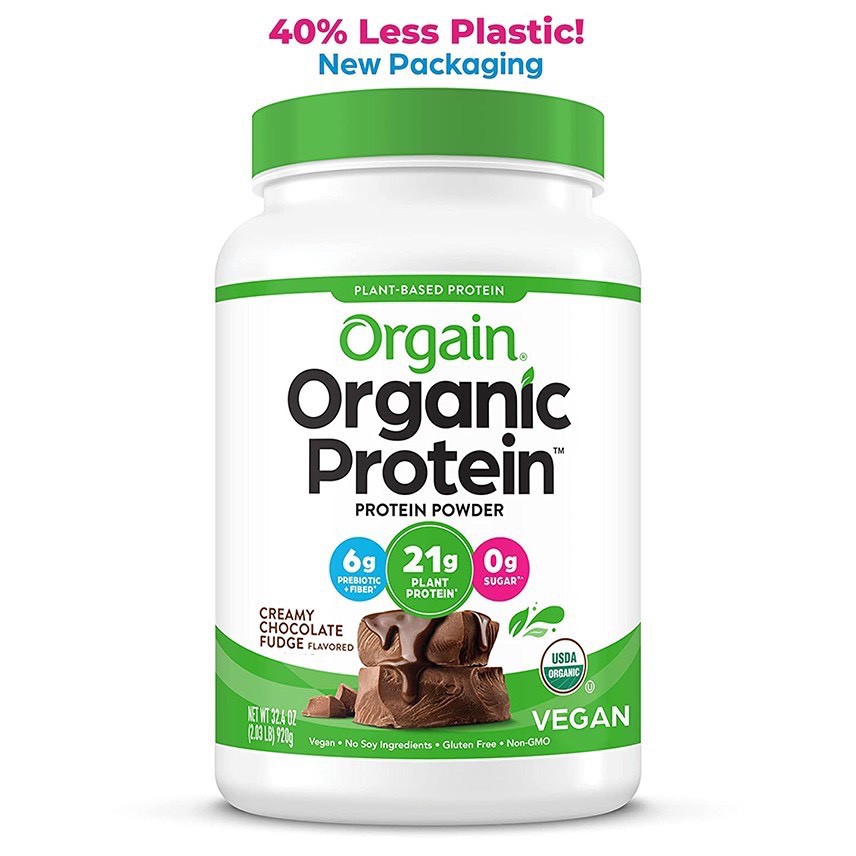 40% Less Plastic!
New Packaging
PLANT-BASED PROTEIN
Orgain®
Organic
Protein™
PROTEIN POWDER
6g
PREBIOTIC
+ FIBER*
21g
PLANT
PROTEIN*
0g
SUGAR**
CREAMY
CHOCOLATE
FUDGE FLAVORED
USDA
ORGANIC
U
NET WT 32.4 OZ
(2.03 LB) 920g
VEGAN
Vegan • No Soy Ingredients • Gluten Free • Non-GMO